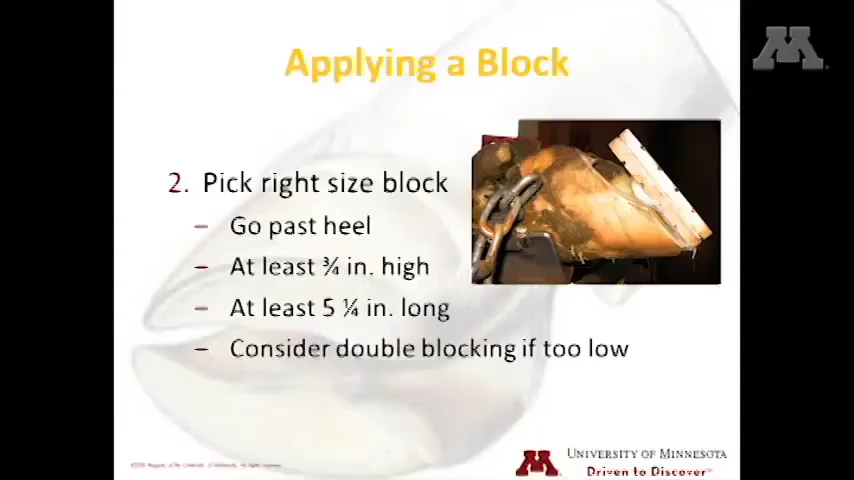 Applying a Block
2. Pick right size block
– Go past heel
– At least ¾ in. high
– At least 5 ¼ in. long
– Consider double blocking if too low
UNIVERSITY OF MINNESOTA
Driven to Discover